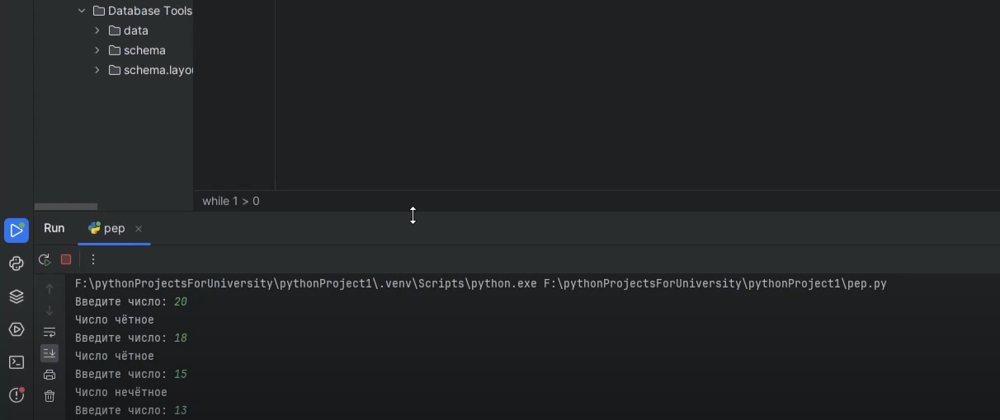 Database Tools
data
schema
schema.layou
while 1 > 0
Run
pep
F:\pythonProjectsForUniversity\pythonProject1\.venv\Scripts\python.exe F:\pythonProjectsForUniversity\pythonProject1\pep.py
Введите число: 20
Число чётное
Введите число: 18
Число чётное
Введите число: 15
Число нечётное
Введите число: 13